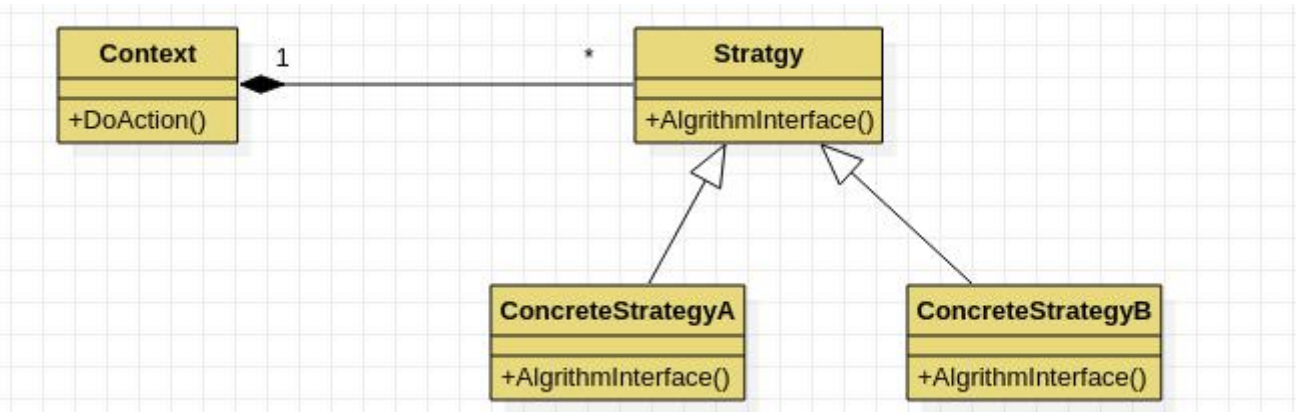 Context
1
*
Stratgy
+DoAction()
+AlgrithmInterface()
ConcreteStrategyA
ConcreteStrategyB
+AlgrithmInterface()
+AlgrithmInterface()